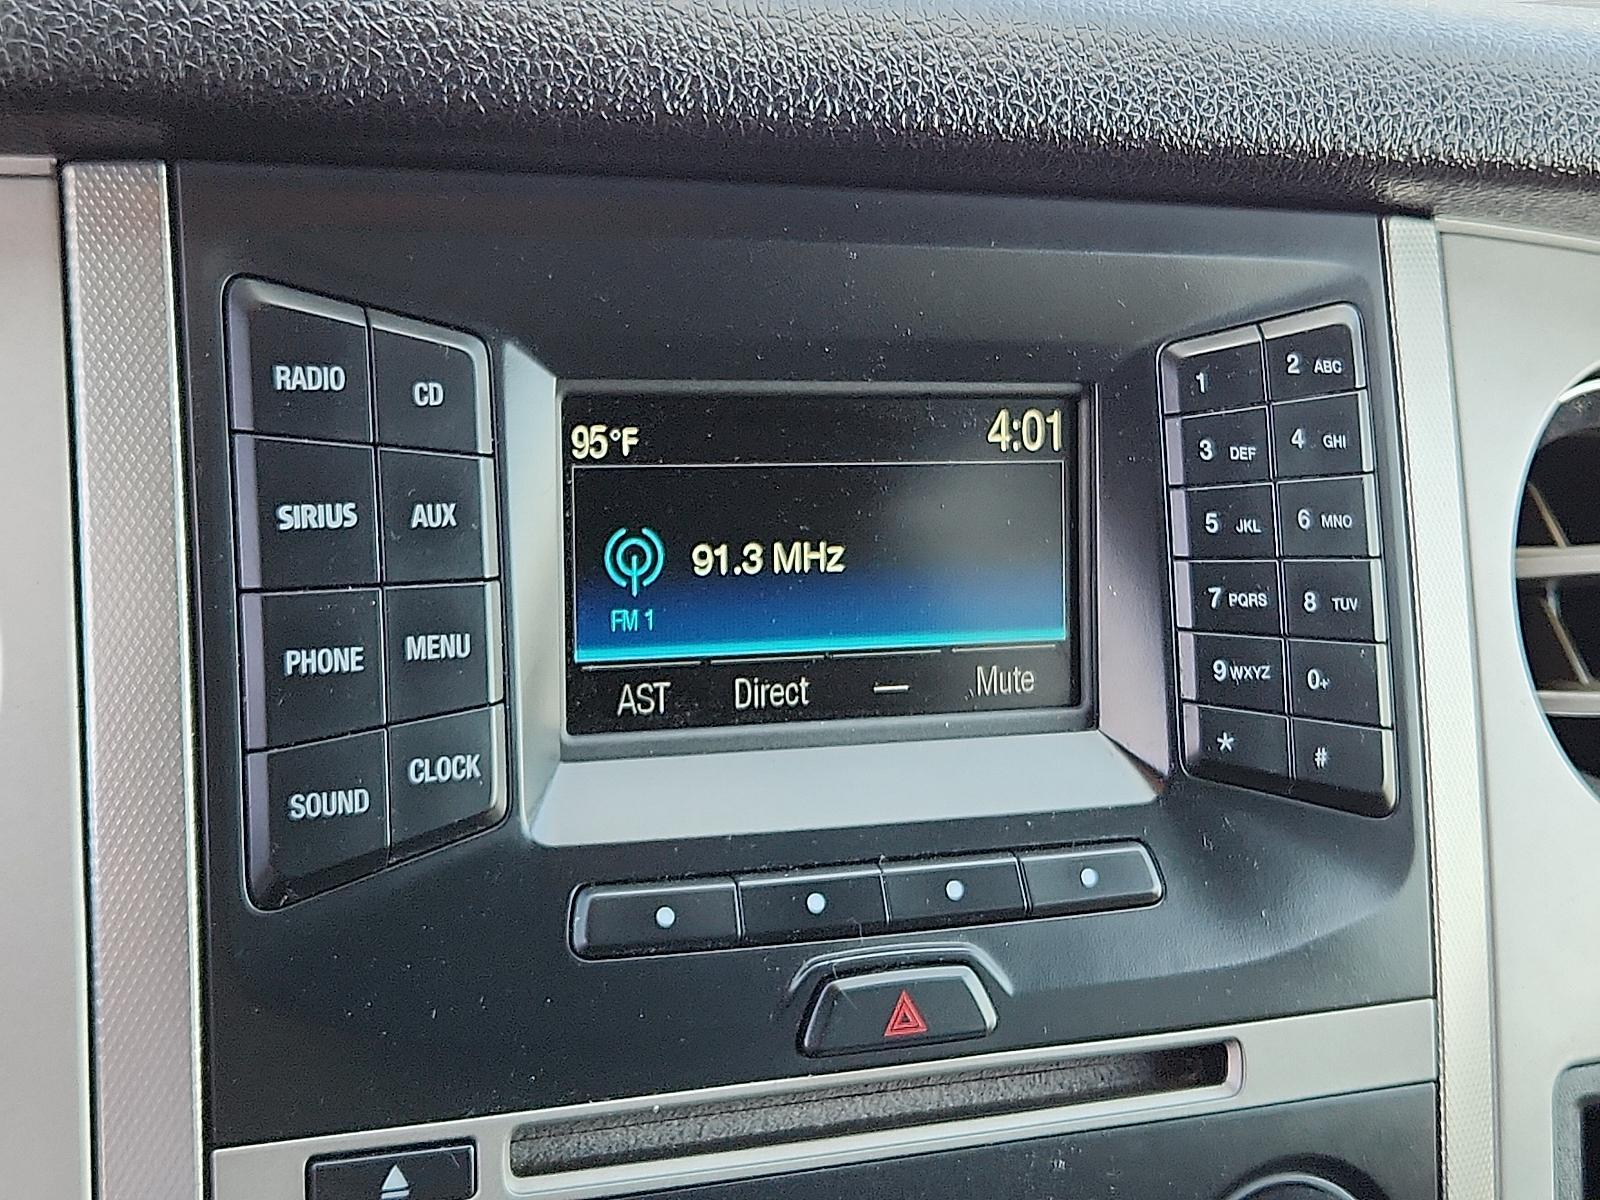 RADIO
CD
SIRIUS
AUX
PHONE
MENU
SOUND
CLOCK
95°F
4:01
91.3 MHz
FM 1
AST Direct — Mute
1
2 ABC
3 DEF
4 GHI
5 JKL
6 MNO
7 PQRS
8 TUV
9 WXYZ
0+
*
#